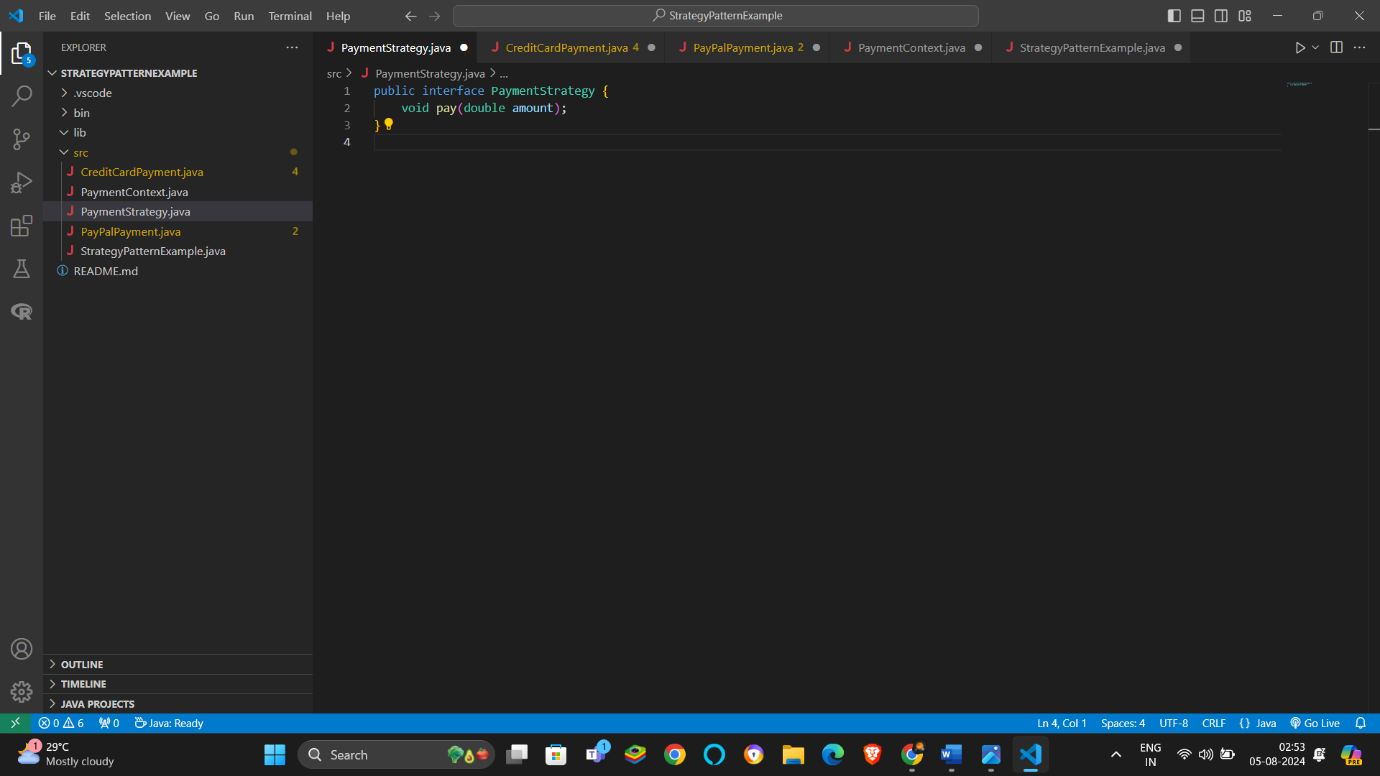 File Edit Selection View Go Run Terminal Help
StrategyPatternExample
EXPLORER
PaymentStrategy.java
CreditCardPayment.java 4
PayPalPayment.java 2
PaymentContext.java
StrategyPatternExample.java
5
STRATEGYPATTERNEXAMPLE
.vscode
bin
lib
src
CreditCardPayment.java 4
PaymentContext.java
PaymentStrategy.java
PayPalPayment.java 2
StrategyPatternExample.java
README.md
src > PaymentStrategy.java > ...
1 public interface PaymentStrategy {
2 void pay(double amount);
3 }
4
OUTLINE
TIMELINE
JAVA PROJECTS
0 6 0 Java: Ready
Ln 4, Col 1 Spaces: 4 UTF-8 CRLF {} Java Go Live
1
29°C
Mostly cloudy
Search
1
PRE
ENG
IN
02:53
05-08-2024